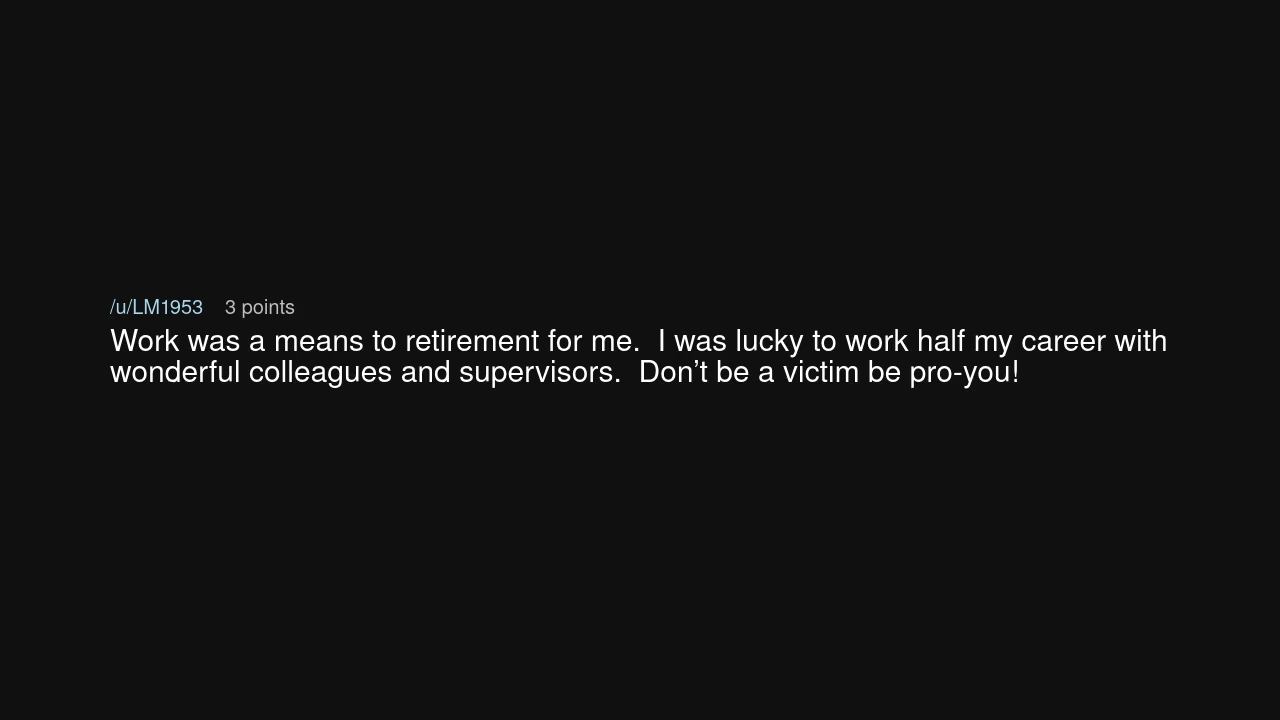 /u/LM1953 3 points
Work was a means to retirement for me.  I was lucky to work half my career with
wonderful colleagues and supervisors.  Don’t be a victim be pro-you!